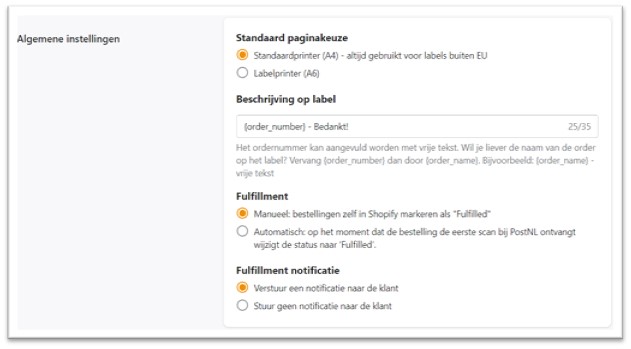 Algemene instellingen
Standaard paginakeuze
Standaardprinter (A4) - altijd gebruikt voor labels buiten EU
Labelprinter (A6)
Beschrijving op label
{order_number} - Bedankt!
25/35
Het ordernummer kan aangevuld worden met vrije tekst. Wil je liever de naam van de order
op het label? Vervang {order_number} dan door {order_name}. Bijvoorbeeld: {order_name} -
vrije tekst
Fulfillment
Manueel: bestellingen zelf in Shopify markeren als "Fulfilled"
Automatisch: op het moment dat de bestelling de eerste scan bij PostNL ontvangt
wijzigt de status naar 'Fulfilled'.
Fulfillment notificatie
Verstuur een notificatie naar de klant
Stuur geen notificatie naar de klant